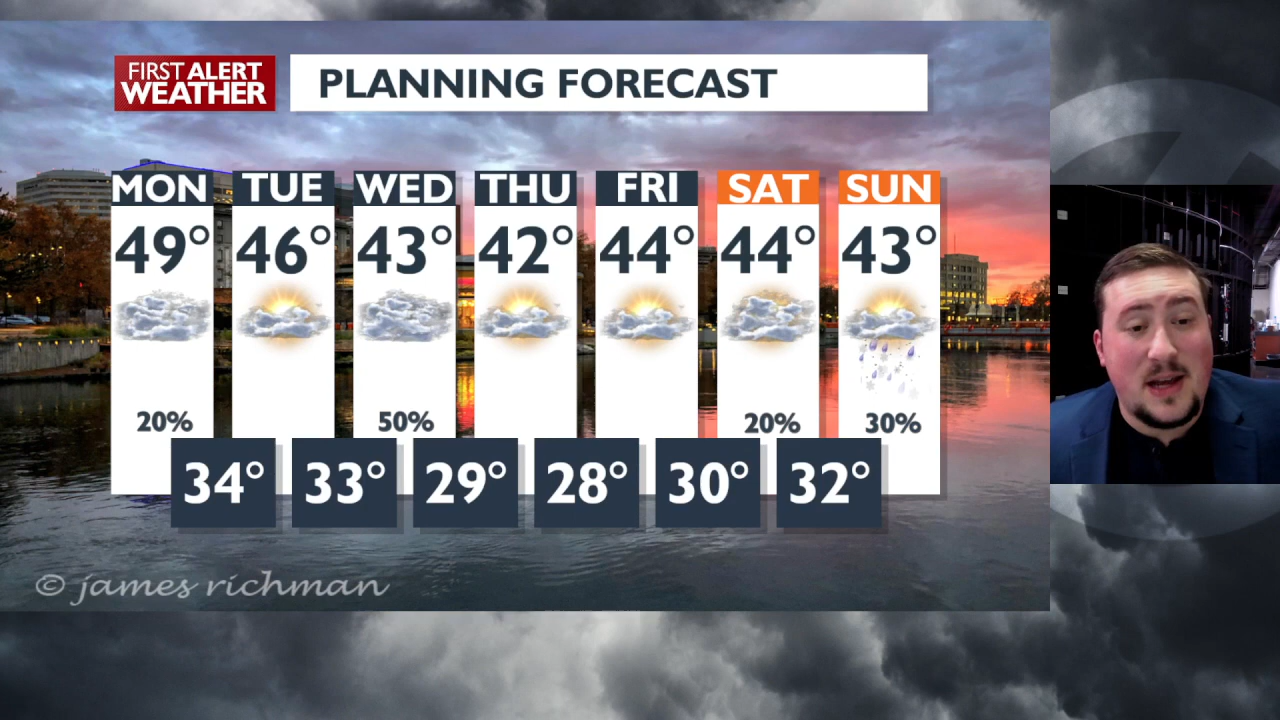 FIRST ALERT
WEATHER
PLANNING FORECAST
MON TUE WED THU FRI SAT SUN
49° 46° 43° 42° 44° 44° 43°
20% 50% 20% 30%
34° 33° 29° 28° 30° 32°
© james richman